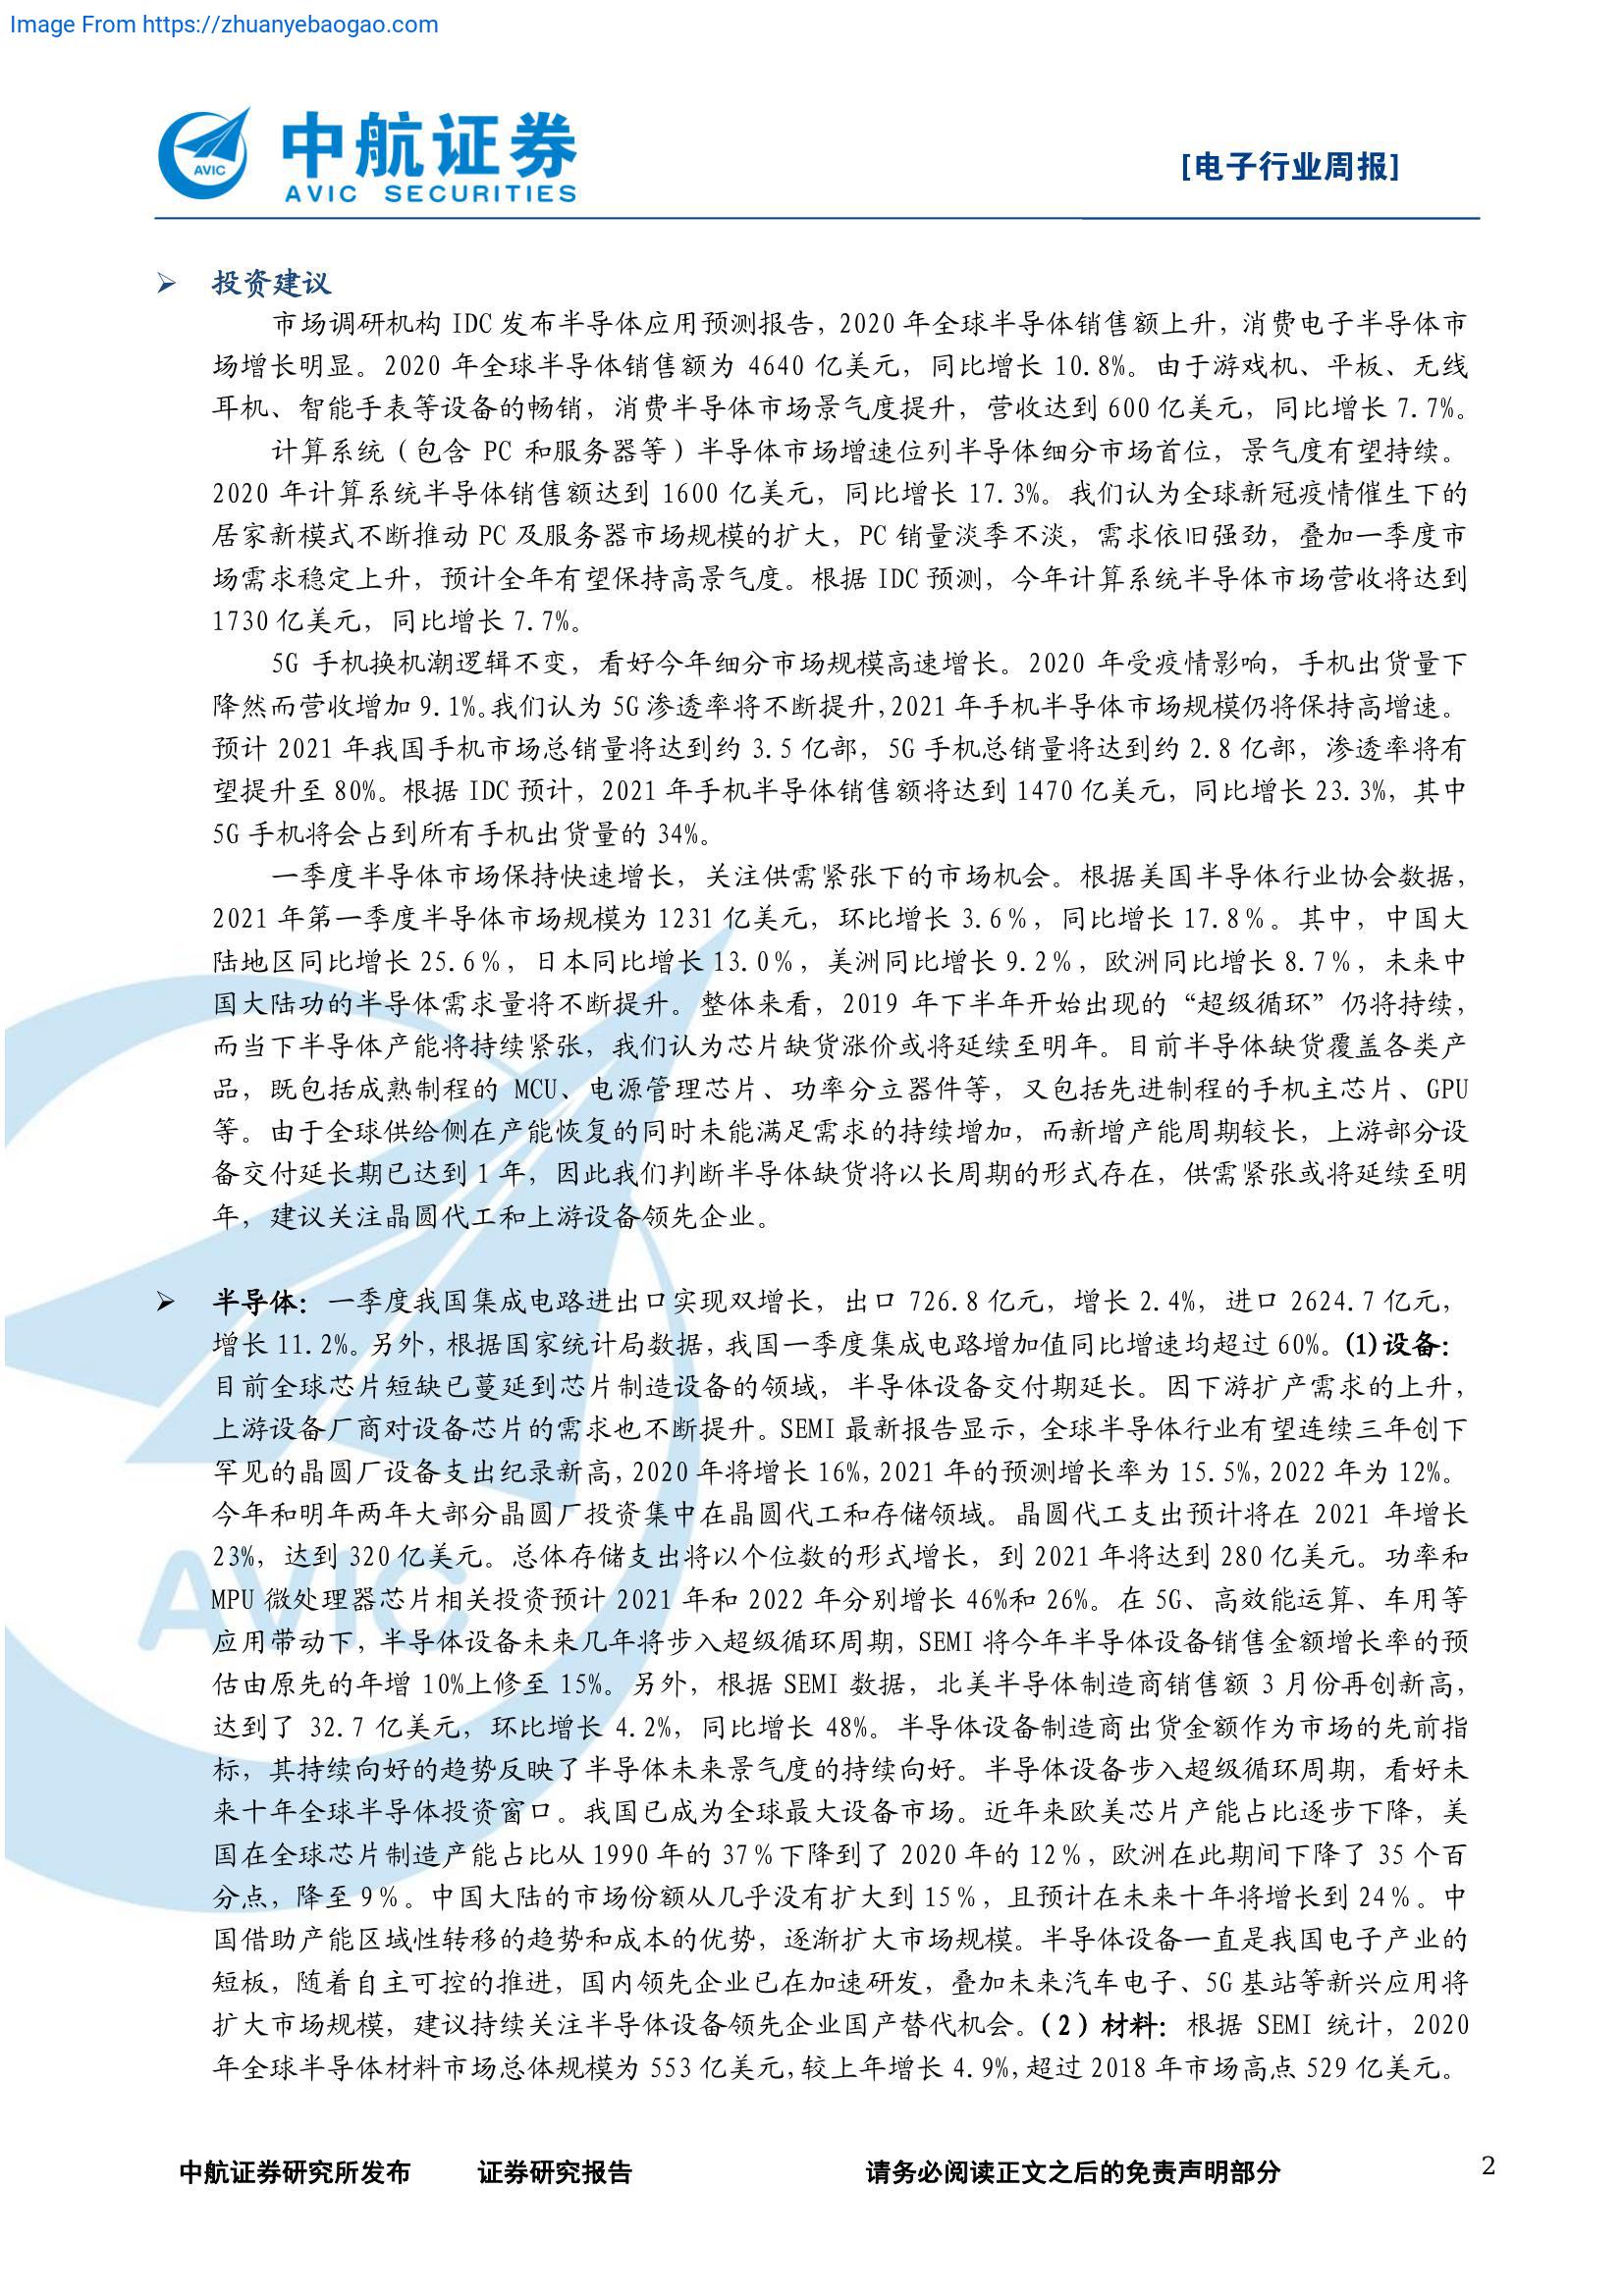 Image From https://zhuanyebaogao.com
AVIC
中航证券
AVIC SECURITIES
[电子行业周报]
➢ 投资建议
市场调研机构 IDC 发布半导体应用预测报告，2020 年全球半导体销售额上升，消费电子半导体市
场增长明显。2020 年全球半导体销售额为 4640 亿美元，同比增长 10.8%。由于游戏机、平板、无线
耳机、智能手表等设备的畅销，消费半导体市场景气度提升，营收达到 600 亿美元，同比增长 7.7%。
计算系统（包含 PC 和服务器等）半导体市场增速位列半导体细分市场首位，景气度有望持续。
2020 年计算系统半导体销售额达到 1600 亿美元，同比增长 17.3%。我们认为全球新冠疫情催生下的
居家新模式不断推动 PC 及服务器市场规模的扩大，PC 销量淡季不淡，需求依旧强劲，叠加一季度市
场需求稳定上升，预计全年有望保持高景气度。根据 IDC 预测，今年计算系统半导体市场营收将达到
1730 亿美元，同比增长 7.7%。
5G 手机换机潮逻辑不变，看好今年细分市场规模高速增长。2020 年受疫情影响，手机出货量下
降然而营收增加 9.1%。我们认为 5G 渗透率将不断提升，2021 年手机半导体市场规模仍将保持高增速。
预计 2021 年我国手机市场总销量将达到约 3.5 亿部，5G 手机总销量将达到约 2.8 亿部，渗透率将有
望提升至 80%。根据 IDC 预计，2021 年手机半导体销售额将达到 1470 亿美元，同比增长 23.3%，其中
5G 手机将会占到所有手机出货量的 34%。
一季度半导体市场保持快速增长，关注供需紧张下的市场机会。根据美国半导体行业协会数据，
2021 年第一季度半导体市场规模为 1231 亿美元，环比增长 3.6%，同比增长 17.8%。其中，中国大
陆地区同比增长 25.6%，日本同比增长 13.0%，美洲同比增长 9.2%，欧洲同比增长 8.7%，未来中
国大陆功的半导体需求量将不断提升。整体来看，2019 年下半年开始出现的“超级循环”仍将持续，
而当下半导体产能将持续紧张，我们认为芯片缺货涨价或将延续至明年。目前半导体缺货覆盖各类产
品，既包括成熟制程的 MCU、电源管理芯片、功率分立器件等，又包括先进制程的手机主芯片、GPU
等。由于全球供给侧在产能恢复的同时未能满足需求的持续增加，而新增产能周期较长，上游部分设
备交付延长期已达到 1 年，因此我们判断半导体缺货将以长周期的形式存在，供需紧张或将延续至明
年，建议关注晶圆代工和上游设备领先企业。
➢ 半导体：一季度我国集成电路进出口实现双增长，出口 726.8 亿元，增长 2.4%，进口 2624.7 亿元，
增长 11.2%。另外，根据国家统计局数据，我国一季度集成电路增加值同比增速均超过 60%。(1)设备：
目前全球芯片短缺已蔓延到芯片制造设备的领域，半导体设备交付期延长。因下游扩产需求的上升，
上游设备厂商对设备芯片的需求也不断提升。SEMI 最新报告显示，全球半导体行业有望连续三年创下
罕见的晶圆厂设备支出纪录新高，2020 年将增长 16%，2021 年的预测增长率为 15.5%，2022 年为 12%。
今年和明年两年大部分晶圆厂投资集中在晶圆代工和存储领域。晶圆代工支出预计将在 2021 年增长
23%，达到 320 亿美元。总体存储支出将以个位数的形式增长，到 2021 年将达到 280 亿美元。功率和
MPU 微处理器芯片相关投资预计 2021 年和 2022 年分别增长 46%和 26%。在 5G、高效能运算、车用等
应用带动下，半导体设备未来几年将步入超级循环周期，SEMI 将今年半导体设备销售金额增长率的预
估由原先的年增 10%上修至 15%。另外，根据 SEMI 数据，北美半导体制造商销售额 3 月份再创新高，
达到了 32.7 亿美元，环比增长 4.2%，同比增长 48%。半导体设备制造商出货金额作为市场的先前指
标，其持续向好的趋势反映了半导体未来景气度的持续向好。半导体设备步入超级循环周期，看好未
来十年全球半导体投资窗口。我国已成为全球最大设备市场。近年来欧美芯片产能占比逐步下降，美
国在全球芯片制造产能占比从 1990 年的 37%下降到了 2020 年的 12%，欧洲在此期间下降了 35 个百
分点，降至 9%。中国大陆的市场份额从几乎没有扩大到 15%，且预计在未来十年将增长到 24%。中
国借助产能区域性转移的趋势和成本的优势，逐渐扩大市场规模。半导体设备一直是我国电子产业的
短板，随着自主可控的推进，国内领先企业已在加速研发，叠加未来汽车电子、5G 基站等新兴应用将
扩大市场规模，建议持续关注半导体设备领先企业国产替代机会。（2）材料：根据 SEMI 统计，2020
年全球半导体材料市场总体规模为 553 亿美元，较上年增长 4.9%，超过 2018 年市场高点 529 亿美元。
AVIC
中航证券研究所发布 证券研究报告 请务必阅读正文之后的免责声明部分 2